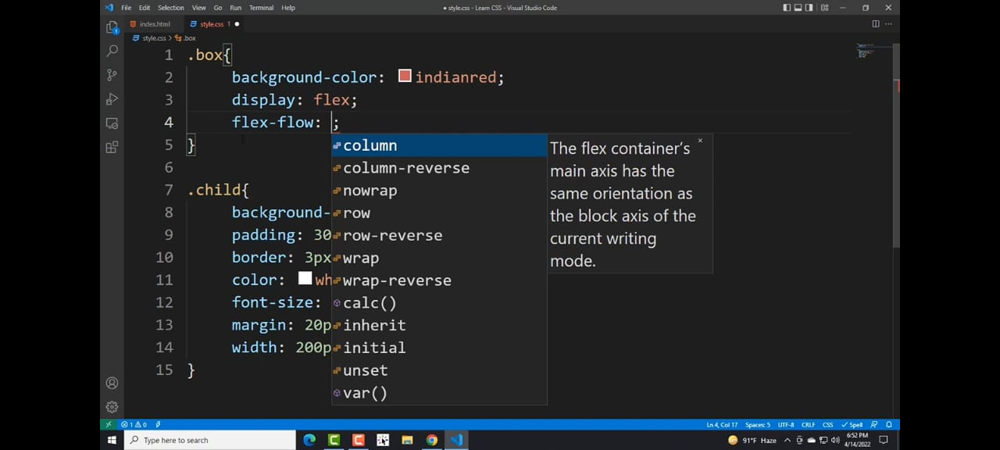 File Edit Selection View Go Run Terminal Help
● style.css - Learn CSS - Visual Studio Code
index.html
style.css 1 ●
style.css > .box
1 .box{
2 background-color: indianred;
3 display: flex;
4 flex-flow: ;
5 }
6
7 .child{
8 background-
9 padding: 30
10 border: 3px
11 color: wh
12 font-size:
13 margin: 20p
14 width: 200p
15 }
column
column-reverse
nowrap
row
row-reverse
wrap
wrap-reverse
calc()
inherit
initial
unset
var()
The flex container's
main axis has the
same orientation as
the block axis of the
current writing
mode.
1 0 Ln 4, Col 17 Spaces: 5 UTF-8 CRLF CSS Spell
Type here to search
91°F Haze
6:52 PM
4/14/2022